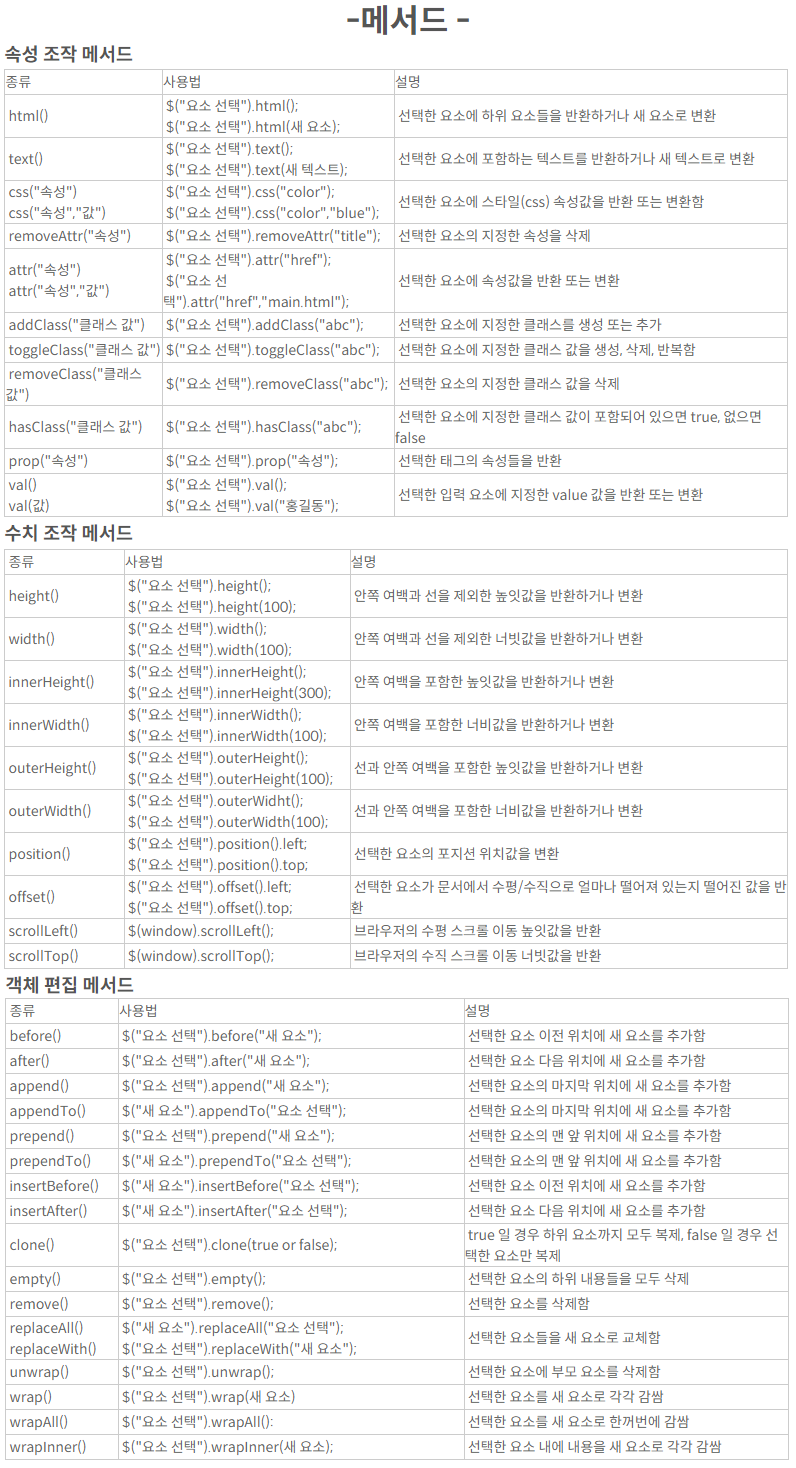 -메서드 -
속성 조작 메서드
종류 사용법 설명
html() $("요소 선택").html(); 선택한 요소에 하위 요소들을 반환하거나 새 요소로 변환
$("요소 선택").html(새 요소);
text() $("요소 선택").text(); 선택한 요소에 포함하는 텍스트를 반환하거나 새 텍스트로 변환
$("요소 선택").text(새 텍스트);
css("속성") $("요소 선택").css("color"); 선택한 요소에 스타일(css) 속성값을 반환 또는 변환함
css("속성","값") $("요소 선택").css("color","blue");
removeAttr("속성") $("요소 선택").removeAttr("title"); 선택한 요소의 지정한 속성을 삭제
attr("속성") $("요소 선택").attr("href"); 선택한 요소에 속성값을 반환 또는 변환
attr("속성","값") $("요소 선
택").attr("href","main.html");
addClass("클래스 값") $("요소 선택").addClass("abc"); 선택한 요소에 지정한 클래스를 생성 또는 추가
toggleClass("클래스 값") $("요소 선택").toggleClass("abc"); 선택한 요소에 지정한 클래스 값을 생성, 삭제, 반복함
removeClass("클래스 $("요소 선택").removeClass("abc"); 선택한 요소의 지정한 클래스 값을 삭제
값")
hasClass("클래스 값") $("요소 선택").hasClass("abc"); 선택한 요소에 지정한 클래스 값이 포함되어 있으면 true, 없으면
false
prop("속성") $("요소 선택").prop("속성"); 선택한 태그의 속성들을 반환
val() $("요소 선택").val(); 선택한 입력 요소에 지정한 value 값을 반환 또는 변환
val(값) $("요소 선택").val("홍길동");
수치 조작 메서드
종류 사용법 설명
height() $("요소 선택").height(); 안쪽 여백과 선을 제외한 높잇값을 반환하거나 변환
$("요소 선택").height(100);
width() $("요소 선택").width(); 안쪽 여백과 선을 제외한 너빗값을 반환하거나 변환
$("요소 선택").width(100);
innerHeight() $("요소 선택").innerHeight(); 안쪽 여백을 포함한 높잇값을 반환하거나 변환
$("요소 선택").innerHeight(300);
innerWidth() $("요소 선택").innerWidth(); 안쪽 여백을 포함한 너비값을 반환하거나 변환
$("요소 선택").innerWidth(100);
outerHeight() $("요소 선택").outerHeight(); 선과 안쪽 여백을 포함한 높잇값을 반환하거나 변환
$("요소 선택").outerHeight(100);
outerWidth() $("요소 선택").outerWidht(); 선과 안쪽 여백을 포함한 너비값을 반환하거나 변환
$("요소 선택").outerWidth(100);
position() $("요소 선택").position().left; 선택한 요소의 포지션 위치값을 변환
$("요소 선택").position().top;
offset() $("요소 선택").offset().left; 선택한 요소가 문서에서 수평/수직으로 얼마나 떨어져 있는지 떨어진 값을 반
$("요소 선택").offset().top; 환
scrollLeft() $(window).scrollLeft(); 브라우저의 수평 스크롤 이동 높잇값을 반환
scrollTop() $(window).scrollTop(); 브라우저의 수직 스크롤 이동 너빗값을 반환
객체 편집 메서드
종류 사용법 설명
before() $("요소 선택").before("새 요소"); 선택한 요소 이전 위치에 새 요소를 추가함
after() $("요소 선택").after("새 요소"); 선택한 요소 다음 위치에 새 요소를 추가함
append() $("요소 선택").append("새 요소"); 선택한 요소의 마지막 위치에 새 요소를 추가함
appendTo() $("새 요소").appendTo("요소 선택"); 선택한 요소의 마지막 위치에 새 요소를 추가함
prepend() $("요소 선택").prepend("새 요소"); 선택한 요소의 맨 앞 위치에 새 요소를 추가함
prependTo() $("새 요소").prependTo("요소 선택"); 선택한 요소의 맨 앞 위치에 새 요소를 추가함
insertBefore() $("새 요소").insertBefore("요소 선택"); 선택한 요소 이전 위치에 새 요소를 추가함
insertAfter() $("새 요소").insertAfter("요소 선택"); 선택한 요소 다음 위치에 새 요소를 추가함
clone() $("요소 선택").clone(true or false); true 일 경우 하위 요소까지 모두 복제, false 일 경우 선
택한 요소만 복제
empty() $("요소 선택").empty(); 선택한 요소의 하위 내용들을 모두 삭제
remove() $("요소 선택").remove(); 선택한 요소를 삭제함
replaceAll() $("새 요소").replaceAll("요소 선택"); 선택한 요소들을 새 요소로 교체함
replaceWith() $("요소 선택").replaceWith("새 요소");
unwrap() $("요소 선택").unwrap(); 선택한 요소에 부모 요소를 삭제함
wrap() $("요소 선택").wrap(새 요소) 선택한 요소를 새 요소로 각각 감쌈
wrapAll() $("요소 선택").wrapAll(): 선택한 요소를 새 요소로 한꺼번에 감쌈
wrapInner() $("요소 선택").wrapInner(새 요소); 선택한 요소 내에 내용을 새 요소로 각각 감쌈